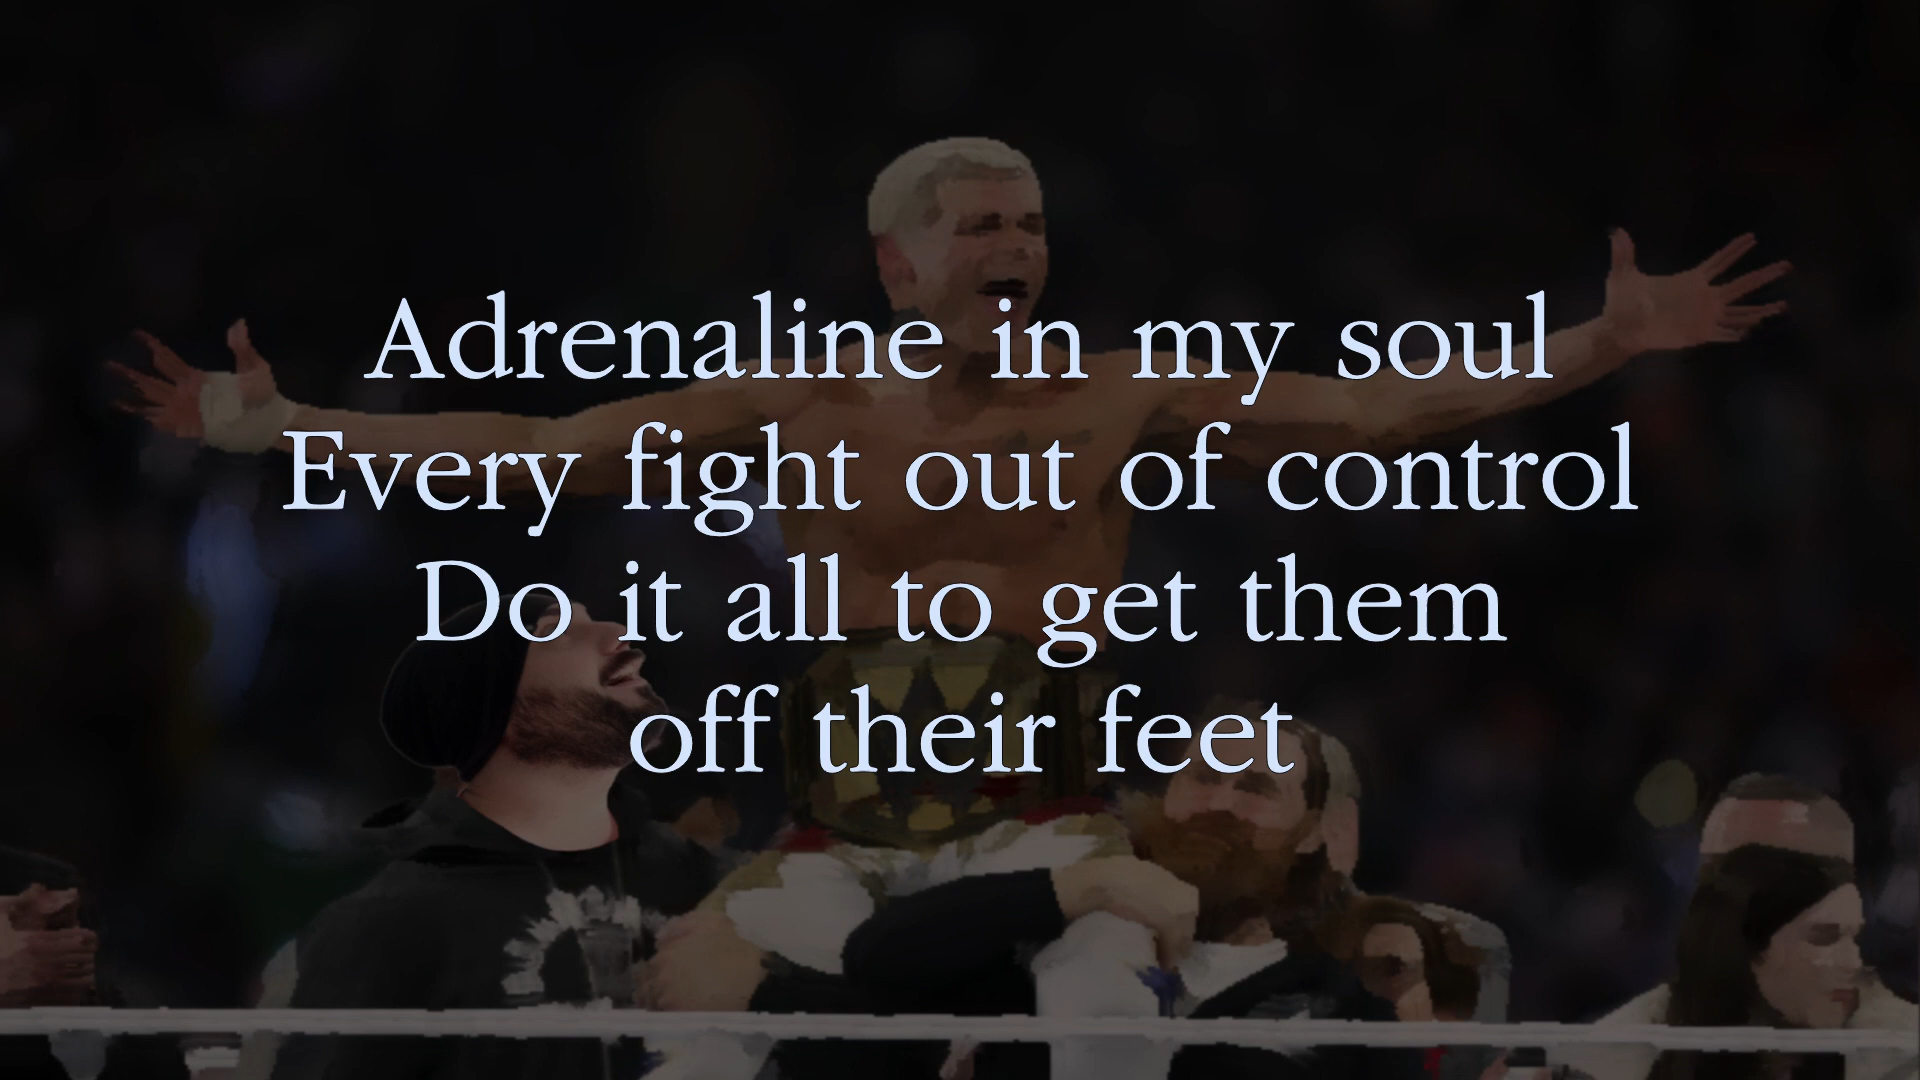 Adrenaline in my soul
Every fight out of control
Do it all to get them
off their feet